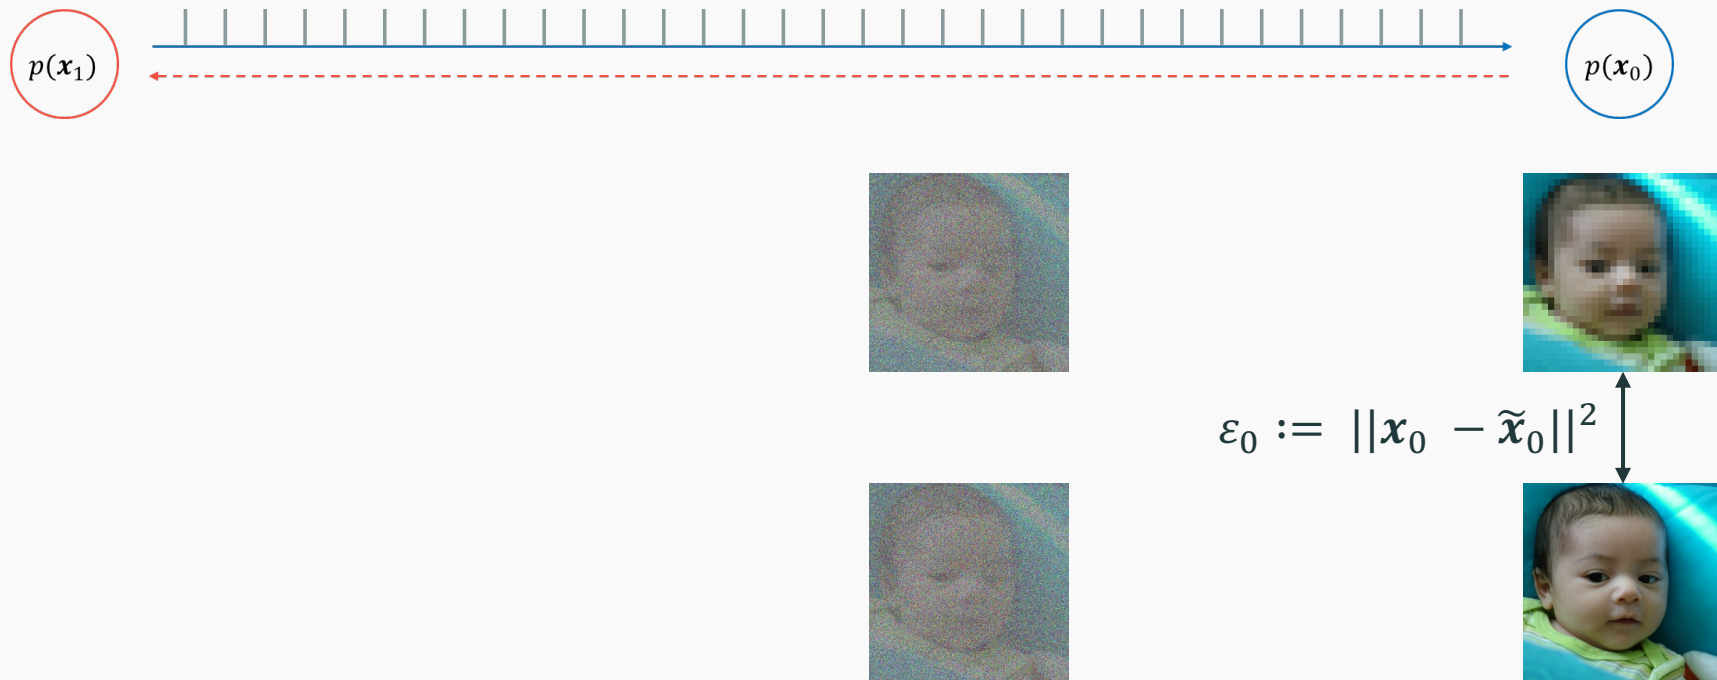 p(x₁)
p(x₀)
ε₀ := ||x₀ − x̃₀||²